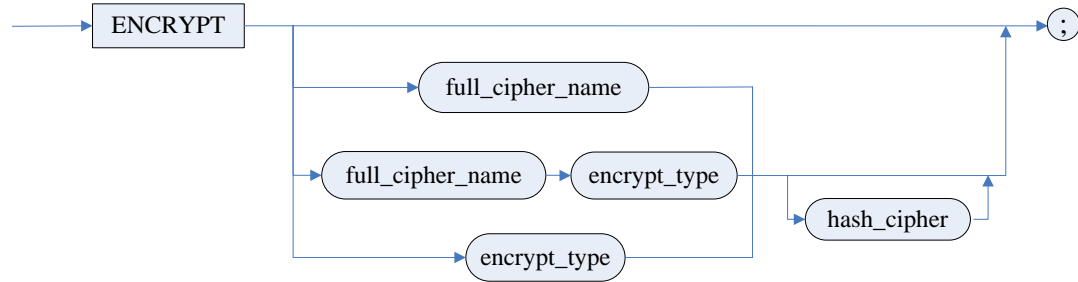 ENCRYPT
;
full_cipher_name
full_cipher_name encrypt_type
hash_cipher
encrypt_type